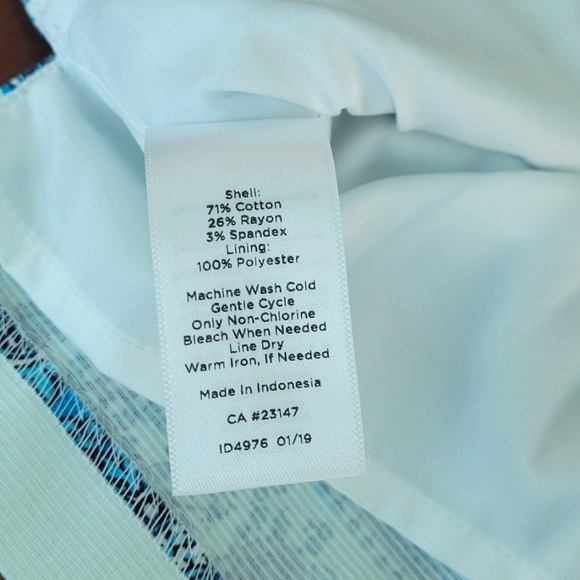 Shell:
71% Cotton
26% Rayon
3% Spandex
Lining:
100% Polyester
Machine Wash Cold
Gentle Cycle
Only Non-Chlorine
Bleach When Needed
Line Dry
Warm Iron, If Needed
Made In Indonesia
CA #23147
ID4976 01/19